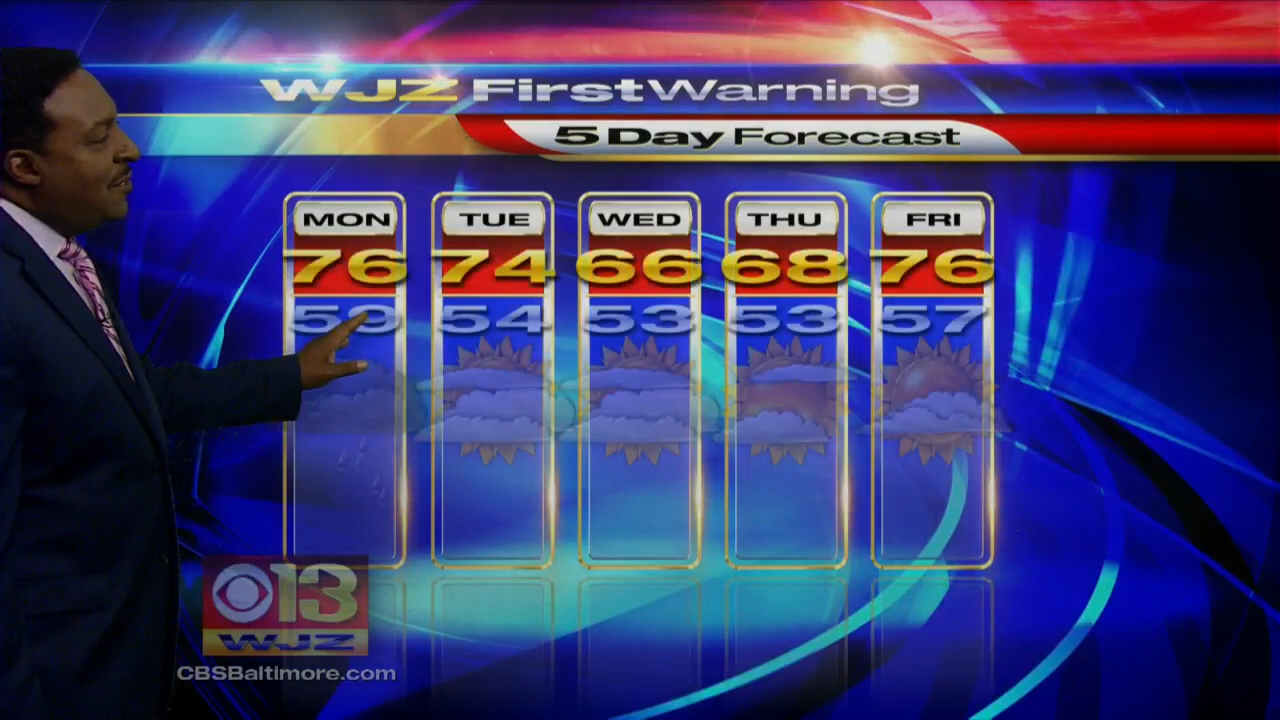 WJZ FirstWarning
5 Day Forecast
MON TUE WED THU FRI
76 74 66 68 76
59 54 53 53 57
13
WJZ
CBSBaltimore.com